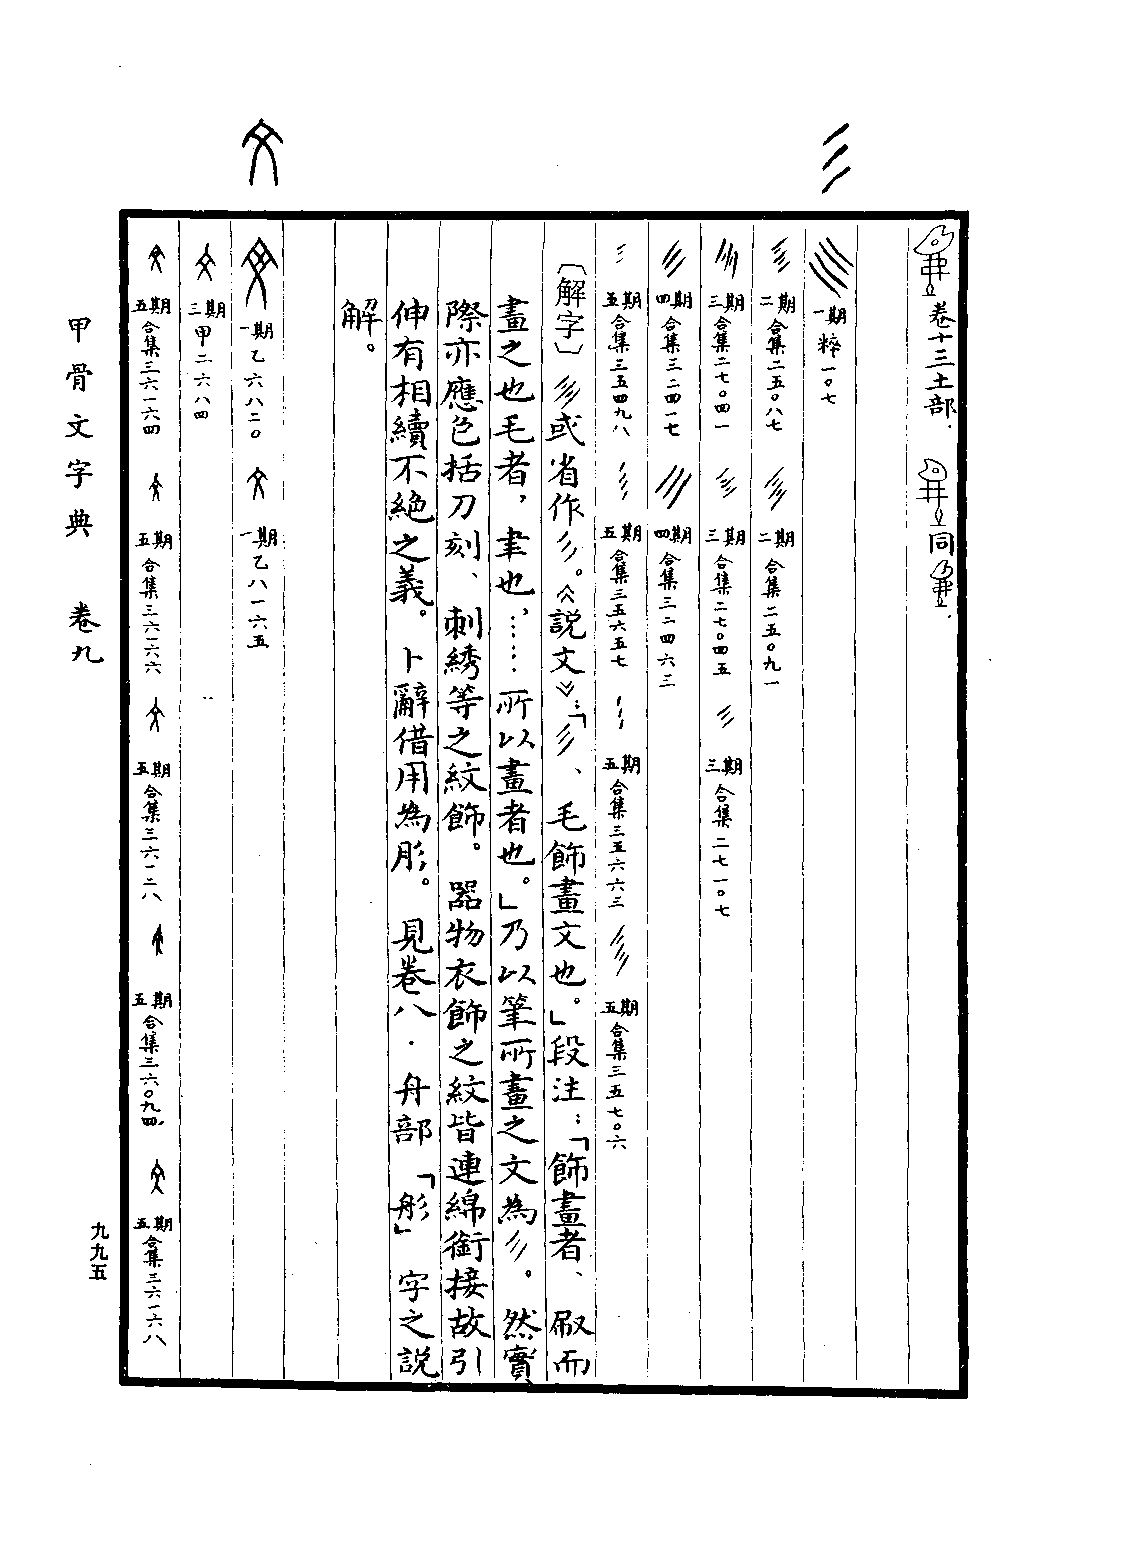 卷十三土部. 同 .
一期 粹一〇七
二期 合集二五〇八七 二期 合集二五〇九一
三期 合集二七〇四一 三期 合集二七〇四五 三期 合集二七一〇七
四期 合集三二四一七 四期 合集三二四六三
五期 合集三五四九八 五期 合集三五六五七 五期 合集三五六六三 五期 合集三五七〇六
〔解字〕彡或省作彡。《說文》：「彡、毛飾畫文也。」段注：「飾畫者、㕞而
畫之也毛者，聿也，……所以畫者也。」乃以筆所畫之文為彡。然實
際亦應包括刀刻、刺綉等之紋飾。器物衣飾之紋皆連綿銜接故引
伸有相續不絕之義。卜辭借用為肜。見卷八．舟部「彤」字之說
解。
一期 乙六八二〇 一期 乙八一六五
三期 甲二六八四
五期 合集三六一六四 五期 合集三六一六六 五期 合集三六一二八 五期 合集三六〇九四 五期 合集三六一六八
甲骨文字典 卷九
九九五